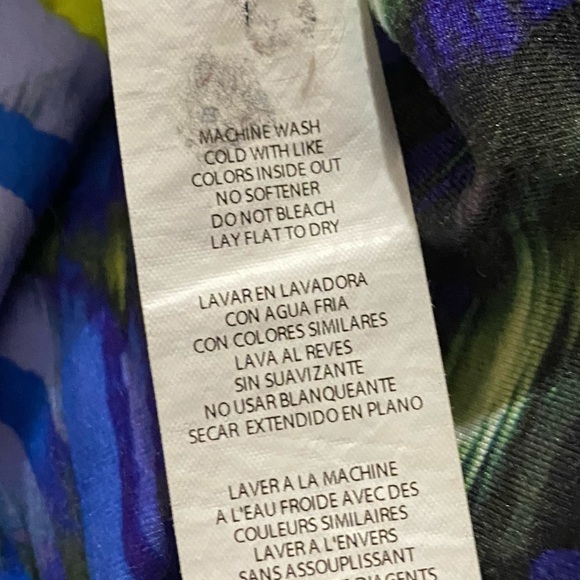 MACHINE WASH
COLD WITH LIKE
COLORS INSIDE OUT
NO SOFTENER
DO NOT BLEACH
LAY FLAT TO DRY
LAVAR EN LAVADORA
CON AGUA FRIA
CON COLORES SIMILARES
LAVA AL REVES
SIN SUAVIZANTE
NO USAR BLANQUEANTE
SECAR EXTENDIDO EN PLANO
LAVER A LA MACHINE
A L'EAU FROIDE AVEC DES
COULEURS SIMILAIRES
LAVER A L'ENVERS
SANS ASSOUPLISSANT
D'AGENTS